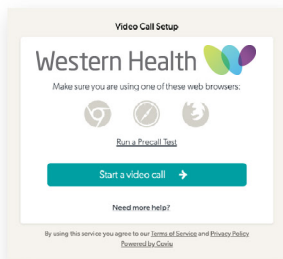 Video Call Setup
Western Health
Make sure you are using one of these web browsers:
Run a Precall Test
Start a video call
Need more help?
By using this service you agree to our Terms of Service and Privacy Policy
Powered by Coviu